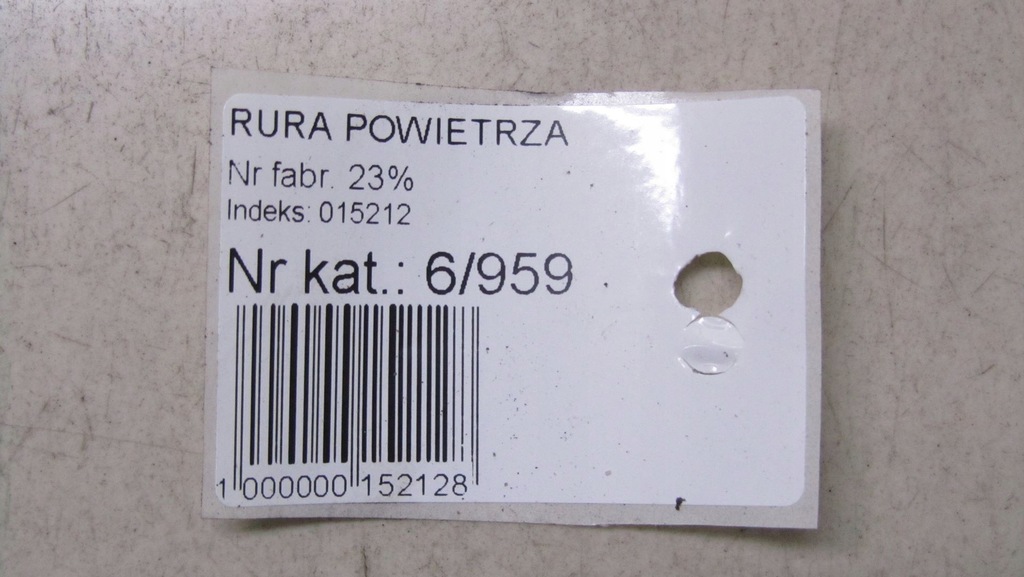 RURA POWIETRZA
Nr fabr. 23%
Indeks: 015212
Nr kat.: 6/959
1 000000 152128